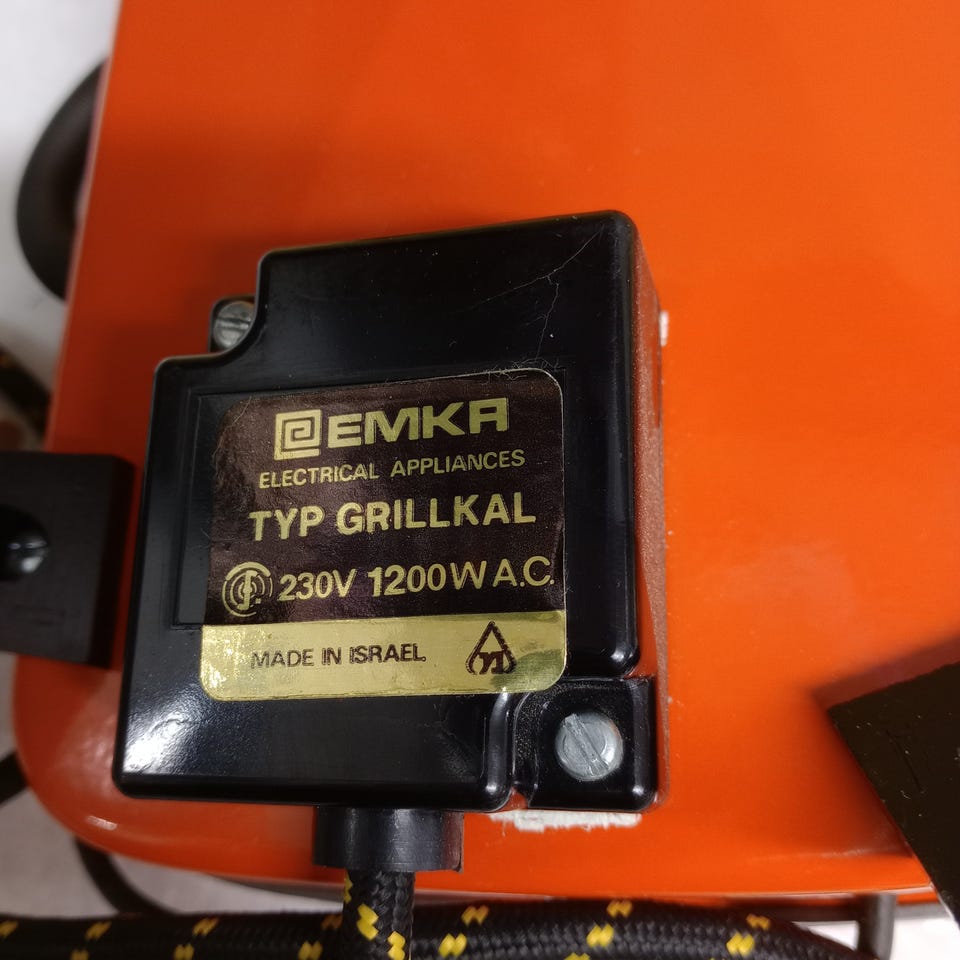 EMKA
ELECTRICAL APPLIANCES
TYP GRILLKAL
230V 1200W A.C.
MADE IN ISRAEL